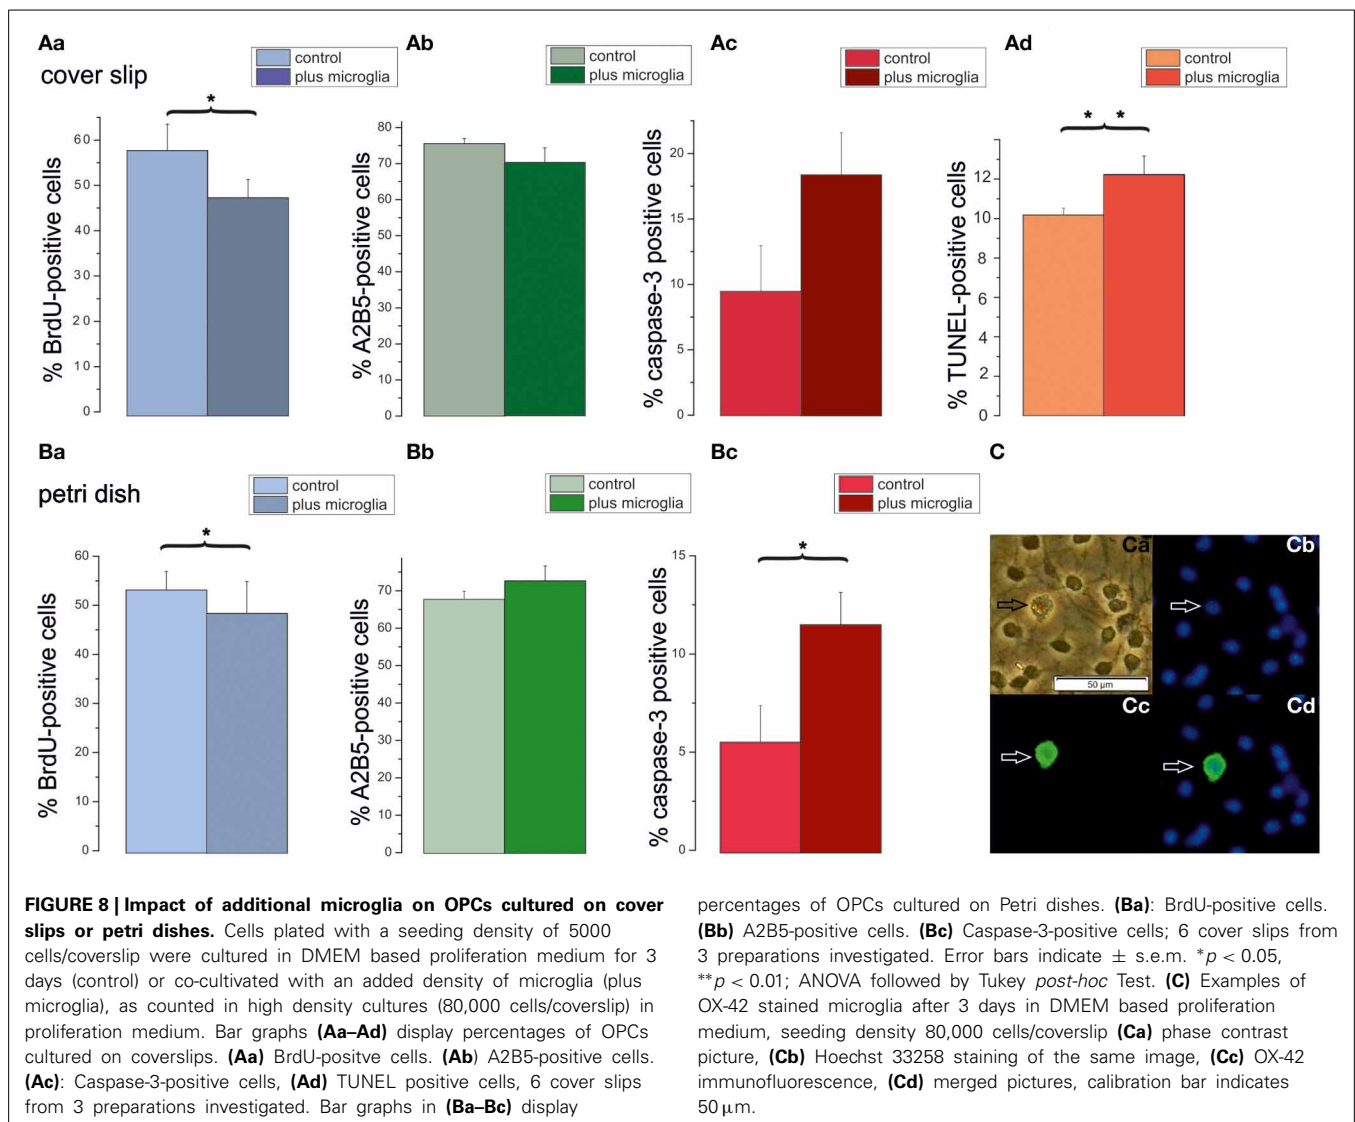 Aa
cover slip
control
plus microglia
*
% BrdU-positive cells
60
50
40
30
20
10
0
Ab
control
plus microglia
% A2B5-positive cells
80
70
60
50
40
30
20
10
0
Ac
control
plus microglia
% caspase-3 positive cells
20
15
10
5
0
Ad
control
plus microglia
* *
% TUNEL-positive cells
12
10
8
6
4
2
0
Ba
petri dish
control
plus microglia
*
% BrdU-positive cells
60
50
50
30
20
10
0
Bb
control
plus microglia
% A2B5-positive cells
70
60
70
40
30
20
10
0
Bc
control
plus microglia
*
% caspase-3 positive cells
15
10
5
0
C
Ca
50 µm
Cb
Cc
Cd
FIGURE 8 | Impact of additional microglia on OPCs cultured on cover
slips or petri dishes. Cells plated with a seeding density of 5000
cells/coverslip were cultured in DMEM based proliferation medium for 3
days (control) or co-cultivated with an added density of microglia (plus
microglia), as counted in high density cultures (80,000 cells/coverslip) in
proliferation medium. Bar graphs (Aa–Ad) display percentages of OPCs
cultured on coverslips. (Aa) BrdU-positve cells. (Ab) A2B5-positive cells.
(Ac): Caspase-3-positive cells, (Ad) TUNEL positive cells, 6 cover slips
from 3 preparations investigated. Bar graphs in (Ba–Bc) display
percentages of OPCs cultured on Petri dishes. (Ba): BrdU-positive cells.
(Bb) A2B5-positive cells. (Bc) Caspase-3-positive cells; 6 cover slips from
3 preparations investigated. Error bars indicate ± s.e.m. *p < 0.05,
**p < 0.01; ANOVA followed by Tukey post-hoc Test. (C) Examples of
OX-42 stained microglia after 3 days in DMEM based proliferation
medium, seeding density 80,000 cells/coverslip (Ca) phase contrast
picture, (Cb) Hoechst 33258 staining of the same image, (Cc) OX-42
immunofluorescence, (Cd) merged pictures, calibration bar indicates
50 µm.